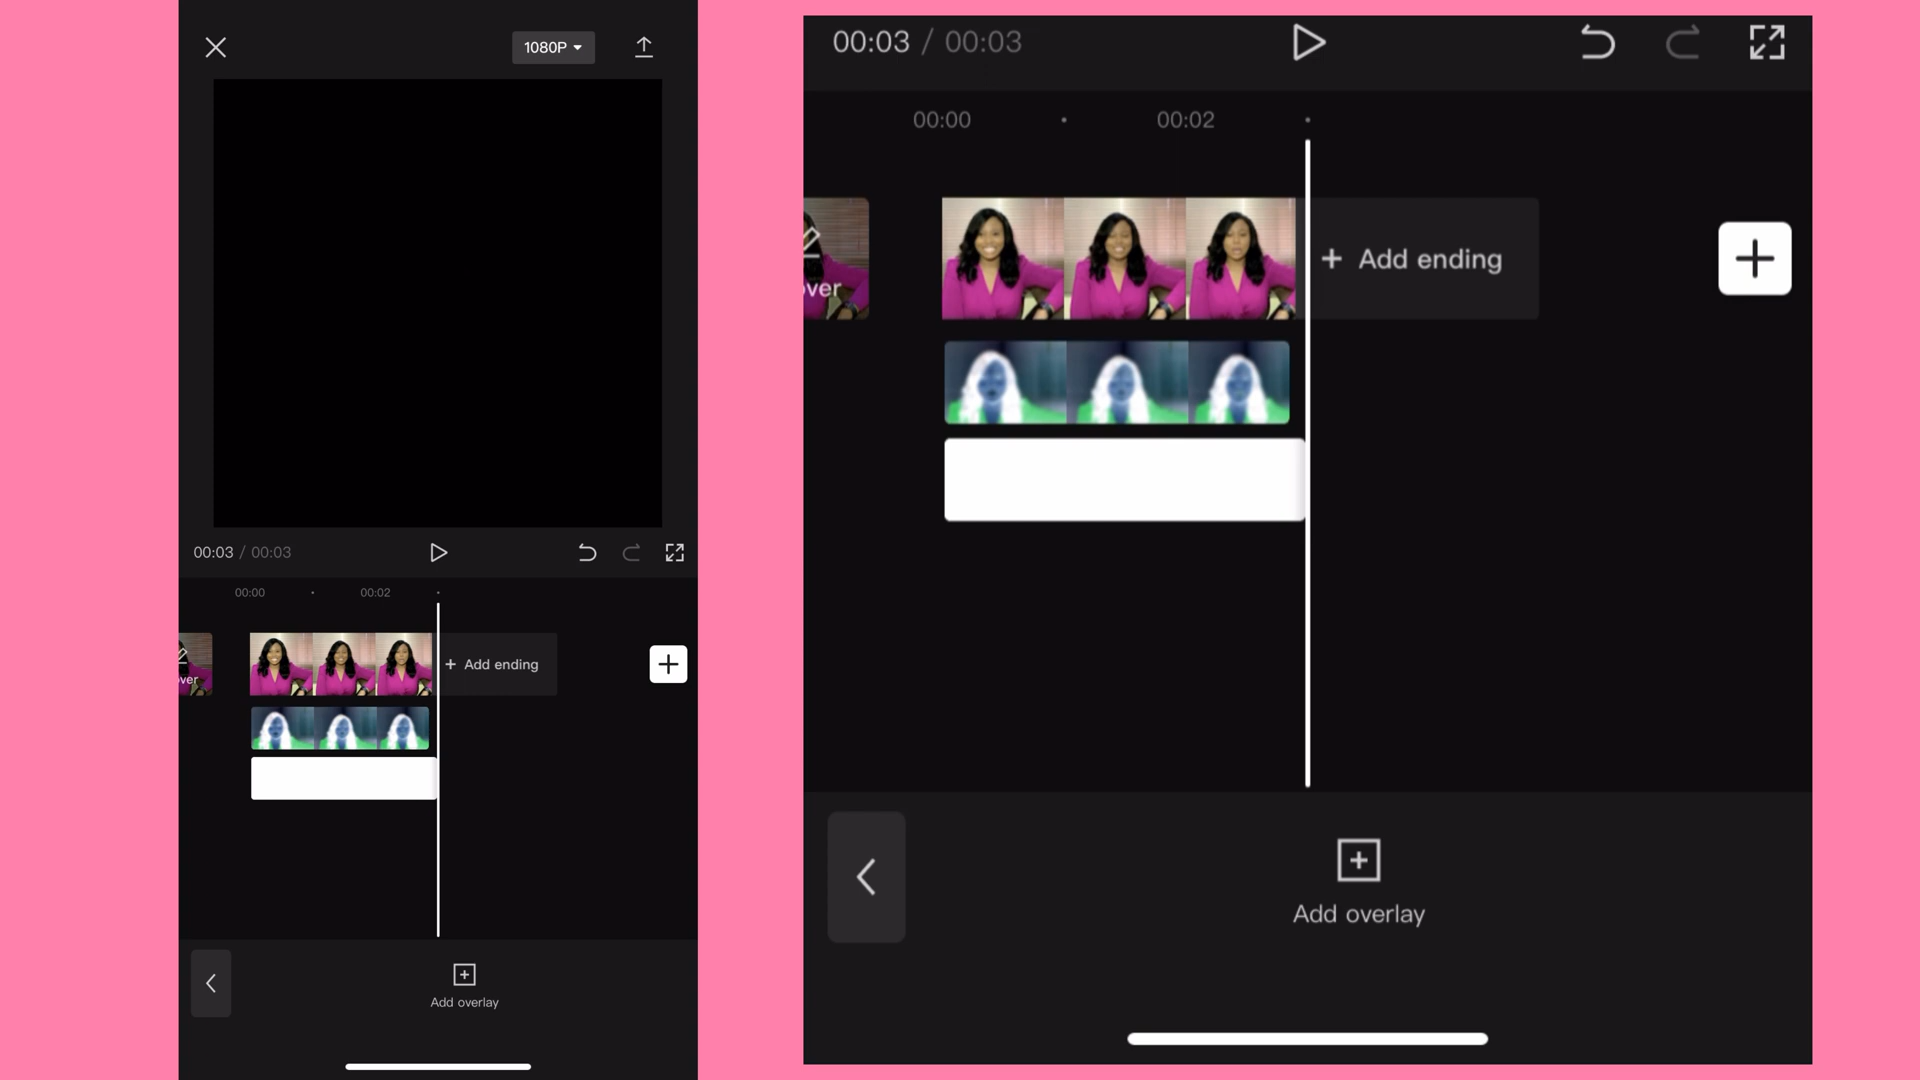 1080P
00:03 / 00:03
00:00
00:02
ver
+ Add ending
Add overlay
00:03 / 00:03
00:00
00:02
over
+ Add ending
Add overlay